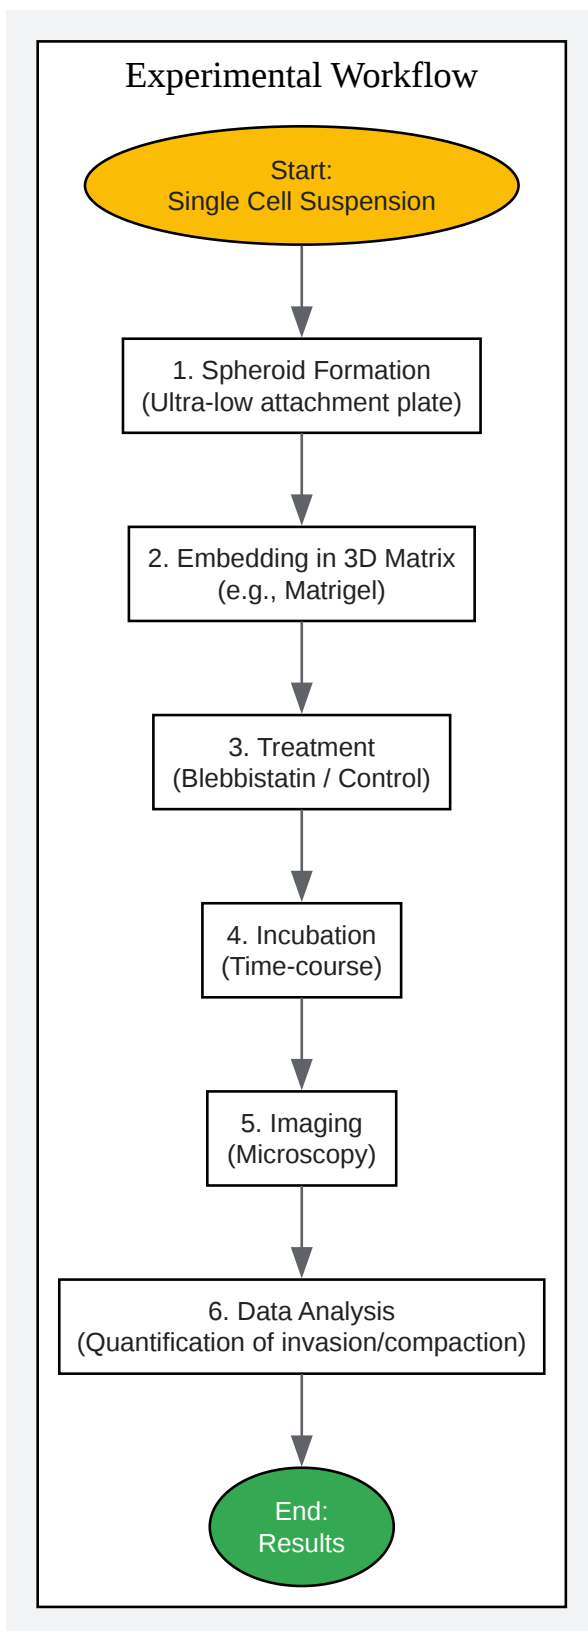 Experimental Workflow
Start:
Single Cell Suspension
1. Spheroid Formation
(Ultra-low attachment plate)
2. Embedding in 3D Matrix
(e.g., Matrigel)
3. Treatment
(Blebbistatin / Control)
4. Incubation
(Time-course)
5. Imaging
(Microscopy)
6. Data Analysis
(Quantification of invasion/compaction)
End:
Results